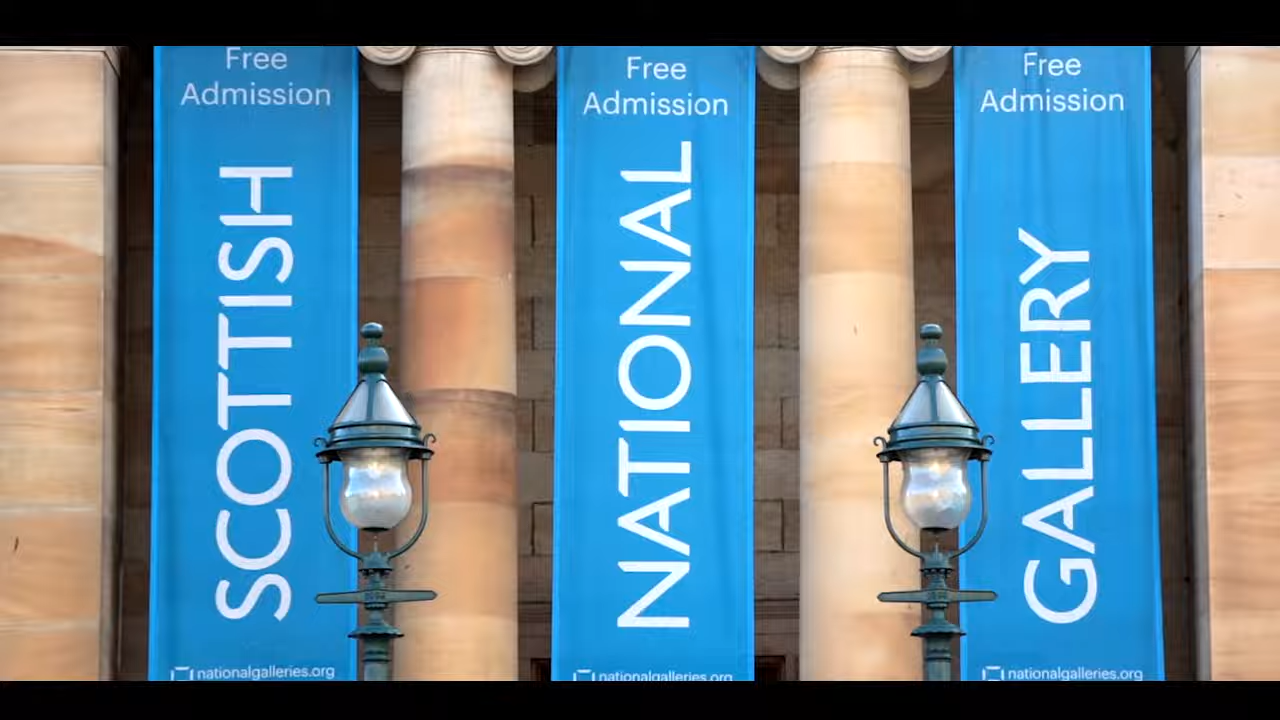 Free
Admission
SCOTTISH
nationalgalleries.org
Free
Admission
NATIONAL
nationalgalleries.org
Free
Admission
GALLERY
nationalgalleries.org